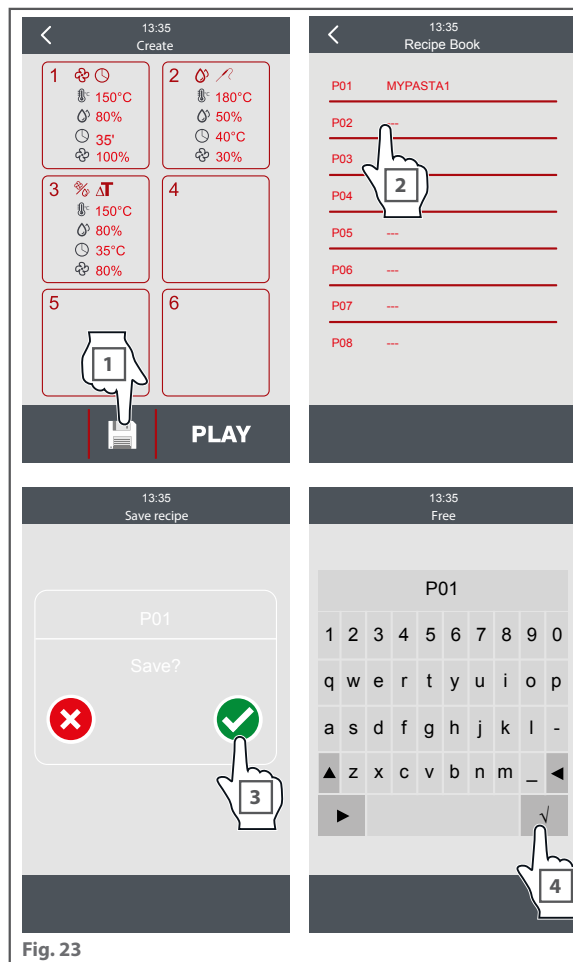 13:35
Create
1
150°C
80%
35'
100%
2
180°C
50%
40°C
30%
3 % ΔT
150°C
80%
35°C
80%
4
5
6
1
PLAY
13:35
Recipe Book
P01 MYPASTA1
P02 ---
P03
P04
P05 ---
P06 ---
P07 ---
P08 ---
2
13:35
Save recipe
P01
Save?
3
13:35
Free
P01
1 2 3 4 5 6 7 8 9 0
q w e r t y u i o p
a s d f g h j k l -
▲ z x c v b n m _ ◄
► √
4
Fig. 23